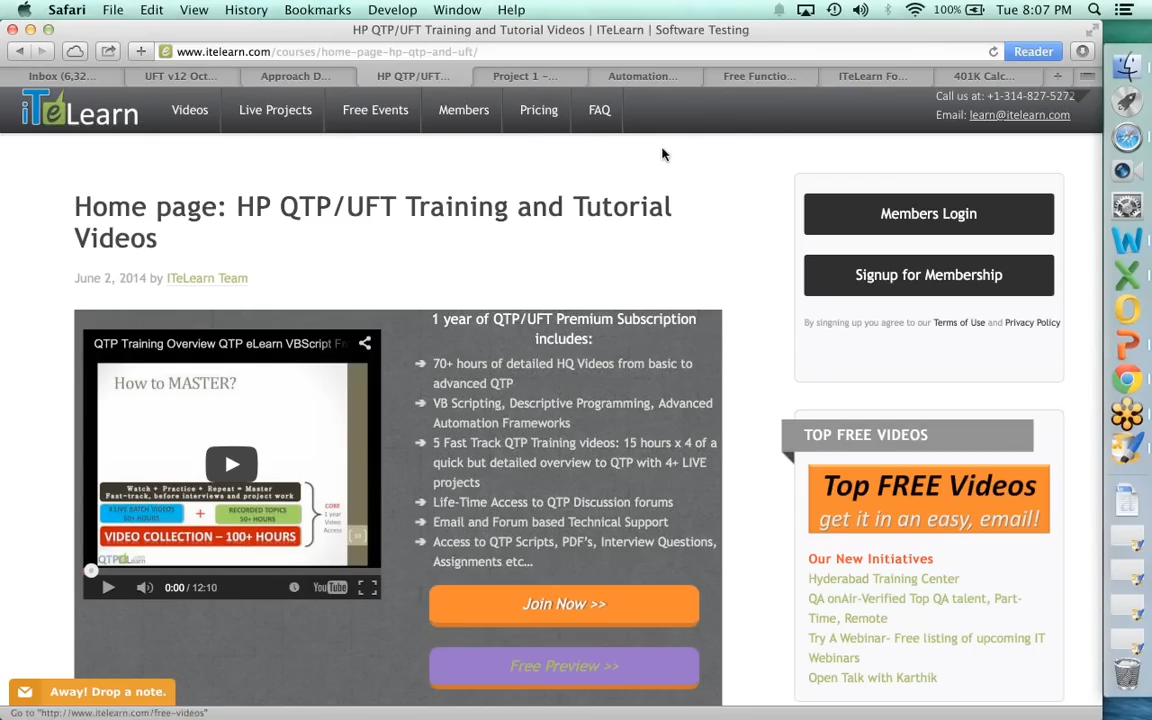 Safari File Edit View History Bookmarks Develop Window Help 100% Tue 8:07 PM
HP QTP/UFT Training and Tutorial Videos | ITeLearn | Software Testing
www.itelearn.com/courses/home-page-hp-qtp-and-uft/ Reader
Inbox (6,32... UFT v12 Oct... Approach D... HP QTP/UFT... Project 1 -... Automation... Free Functio... ITeLearn Fo... 401K Calc...
iTeLearn Videos Live Projects Free Events Members Pricing FAQ
Call us at: +1-314-827-5272
Email: learn@itelearn.com
Home page: HP QTP/UFT Training and Tutorial
Videos
June 2, 2014 by ITeLearn Team
Members Login
Signup for Membership
By singning up you agree to our Terms of Use and Privacy Policy
QTP Training Overview QTP eLearn VBScript Fr
How to MASTER?
Watch + Practice + Repeat = Master
Fast-track, before interviews and project work
RECORDED TOPICS
50+ HOURS
CORE
1 year
Video
Access
VIDEO COLLECTION – 100+ HOURS
0:00 / 12:10 YouTube
1 year of QTP/UFT Premium Subscription
includes:
70+ hours of detailed HQ Videos from basic to
advanced QTP
VB Scripting, Descriptive Programming, Advanced
Automation Frameworks
5 Fast Track QTP Training videos: 15 hours x 4 of a
quick but detailed overview to QTP with 4+ LIVE
projects
Life-Time Access to QTP Discussion forums
Email and Forum based Technical Support
Access to QTP Scripts, PDF's, Interview Questions,
Assignments etc...
Join Now >>
Free Preview >>
TOP FREE VIDEOS
Top FREE Videos
get it in an easy, email!
Our New Initiatives
Hyderabad Training Center
QA onAir-Verified Top QA talent, Part-
Time, Remote
Try A Webinar- Free listing of upcoming IT
Webinars
Open Talk with Karthik
Away! Drop a note.
Go to "http://www.itelearn.com/free-videos"